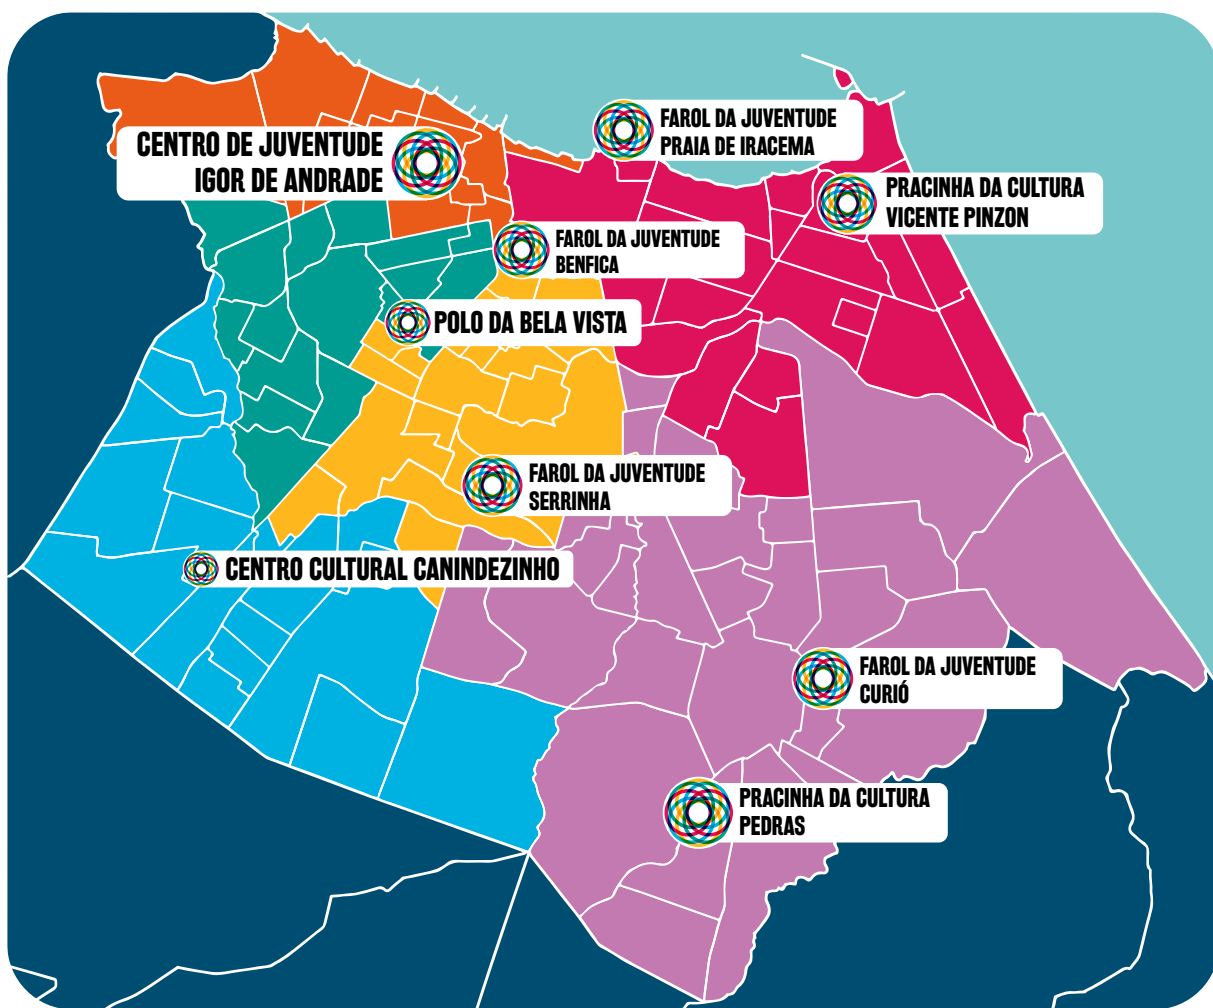 CENTRO DE JUVENTUDE
IGOR DE ANDRADE
FAROL DA JUVENTUDE
PRAIA DE IRACEMA
PRACINHA DA CULTURA
VICENTE PINZON
FAROL DA JUVENTUDE
BENFICA
POLO DA BELA VISTA
FAROL DA JUVENTUDE
SERRINHA
CENTRO CULTURAL CANINDEZINHO
FAROL DA JUVENTUDE
CURIÓ
PRACINHA DA CULTURA
PEDRAS